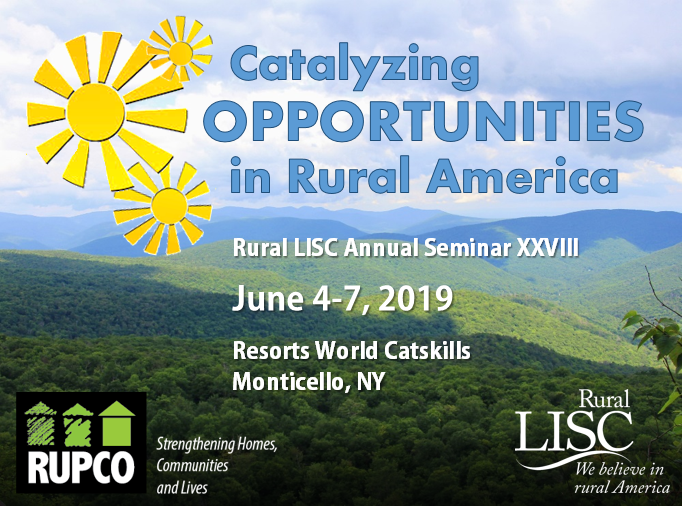 Catalyzing
OPPORTUNITIES
in Rural America
Rural LISC Annual Seminar XXVIII
June 4-7, 2019
Resorts World Catskills
Monticello, NY
RUPCO
Strengthening Homes,
Communities
and Lives
Rural
LISC
We believe in
rural America